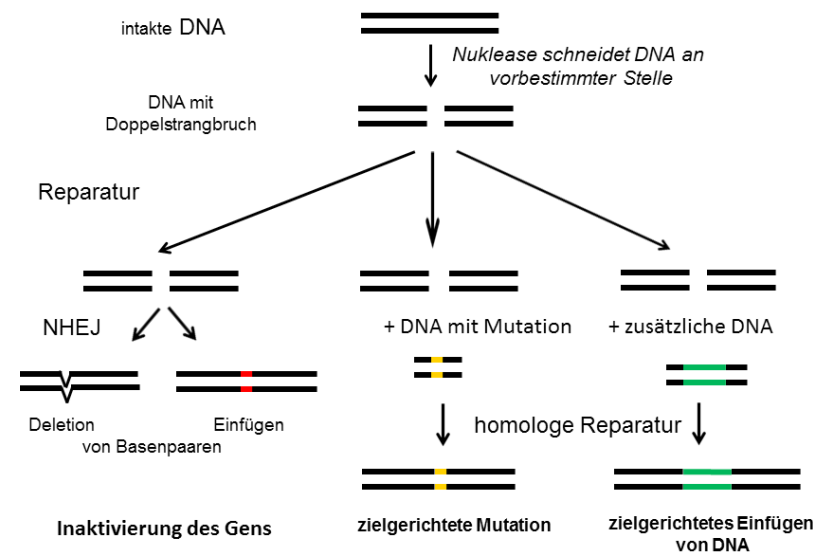 intakte DNA
Nuklease schneidet DNA an
vorbestimmter Stelle
DNA mit
Doppelstrangbruch
Reparatur
NHEJ
+ DNA mit Mutation
+ zusätzliche DNA
Deletion
Einfügen
von Basenpaaren
homologe Reparatur
Inaktivierung des Gens
zielgerichtete Mutation
zielgerichtetes Einfügen
von DNA